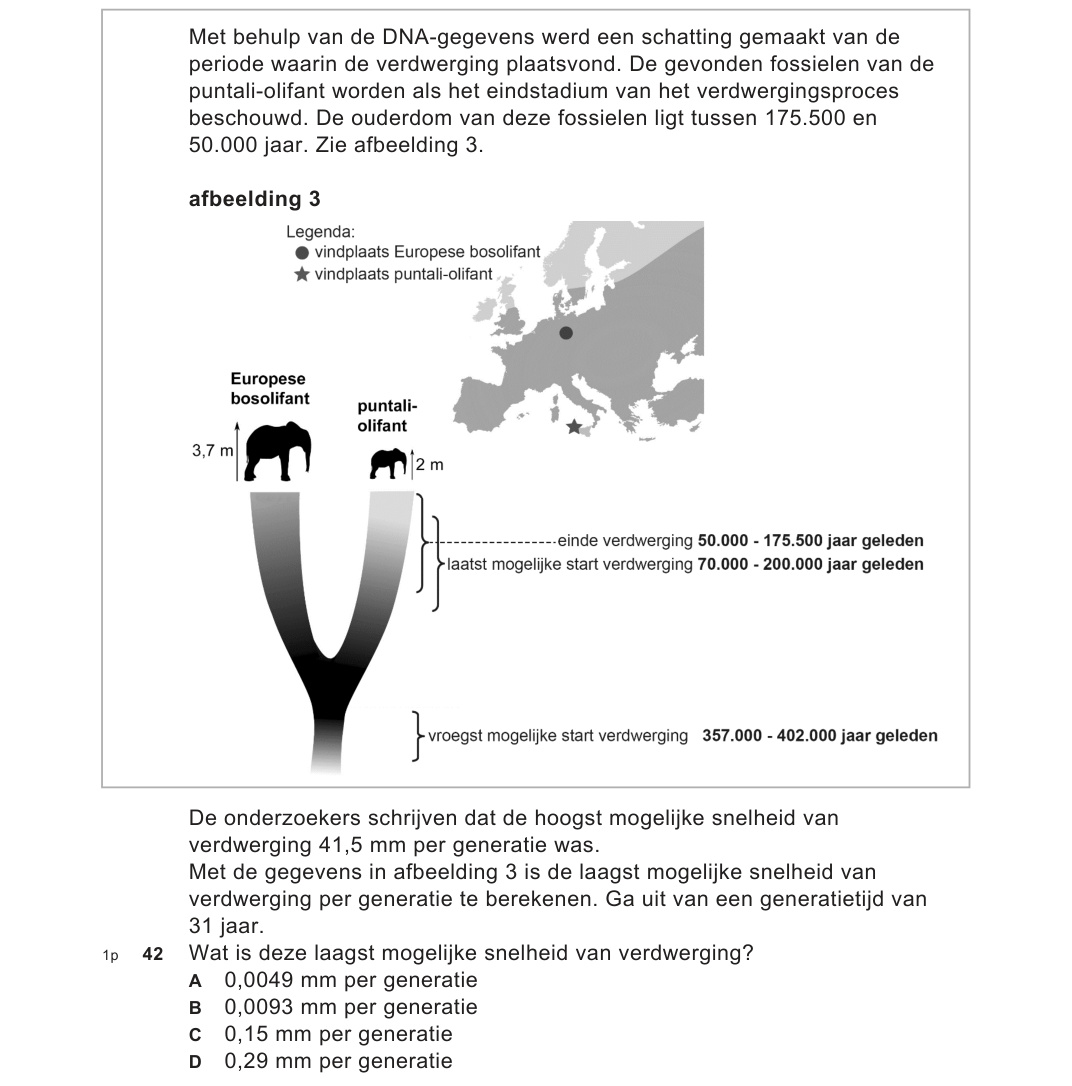 Met behulp van de DNA-gegevens werd een schatting gemaakt van de
periode waarin de verdwerging plaatsvond. De gevonden fossielen van de
puntali-olifant worden als het eindstadium van het verdwergingsproces
beschouwd. De ouderdom van deze fossielen ligt tussen 175.500 en
50.000 jaar. Zie afbeelding 3.
afbeelding 3
Legenda:
vindplaats Europese bosolifant
vindplaats puntali-olifant
Europese
bosolifant
puntali-
olifant
3,7 m
2 m
einde verdwerging 50.000 - 175.500 jaar geleden
laatst mogelijke start verdwerging 70.000 - 200.000 jaar geleden
vroegst mogelijke start verdwerging 357.000 - 402.000 jaar geleden
De onderzoekers schrijven dat de hoogst mogelijke snelheid van
verdwerging 41,5 mm per generatie was.
Met de gegevens in afbeelding 3 is de laagst mogelijke snelheid van
verdwerging per generatie te berekenen. Ga uit van een generatietijd van
31 jaar.
1p 42 Wat is deze laagst mogelijke snelheid van verdwerging?
A 0,0049 mm per generatie
B 0,0093 mm per generatie
C 0,15 mm per generatie
D 0,29 mm per generatie